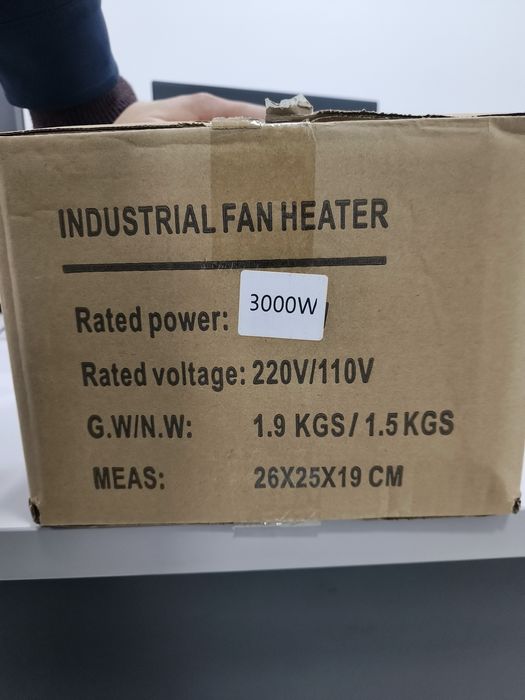 INDUSTRIAL FAN HEATER
Rated power: 3000W
Rated voltage: 220V/110V
G.W/N.W: 1.9 KGS / 1.5 KGS
MEAS: 26X25X19 CM